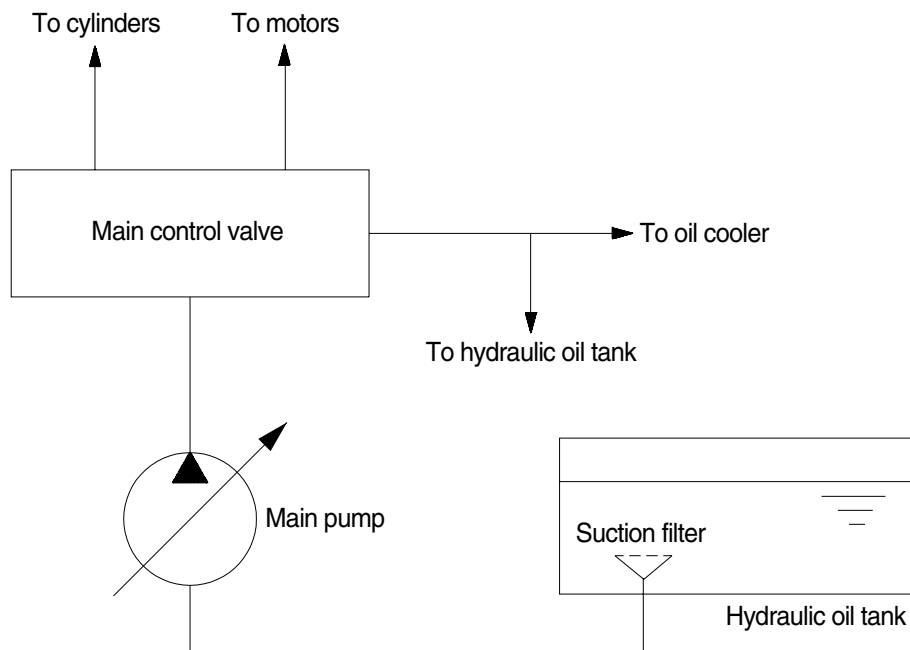 To cylinders
To motors
Main control valve
To oil cooler
To hydraulic oil tank
Main pump
Suction filter
Hydraulic oil tank